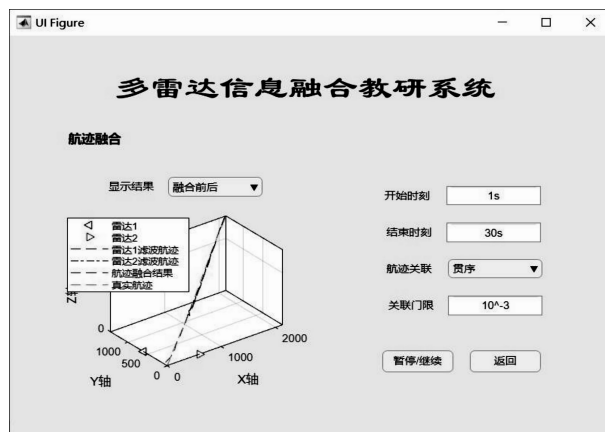 UI Figure
多雷达信息融合教研系统
航迹融合
显示结果 融合前后
雷达1
雷达2
雷达1滤波航迹
雷达2滤波航迹
航迹融合结果
真实航迹
0
1000
500
0
0
1000
2000
Y轴
X轴
开始时刻 1s
结束时刻 30s
航迹关联 贯序
关联门限 10^-3
暂停/继续 返回